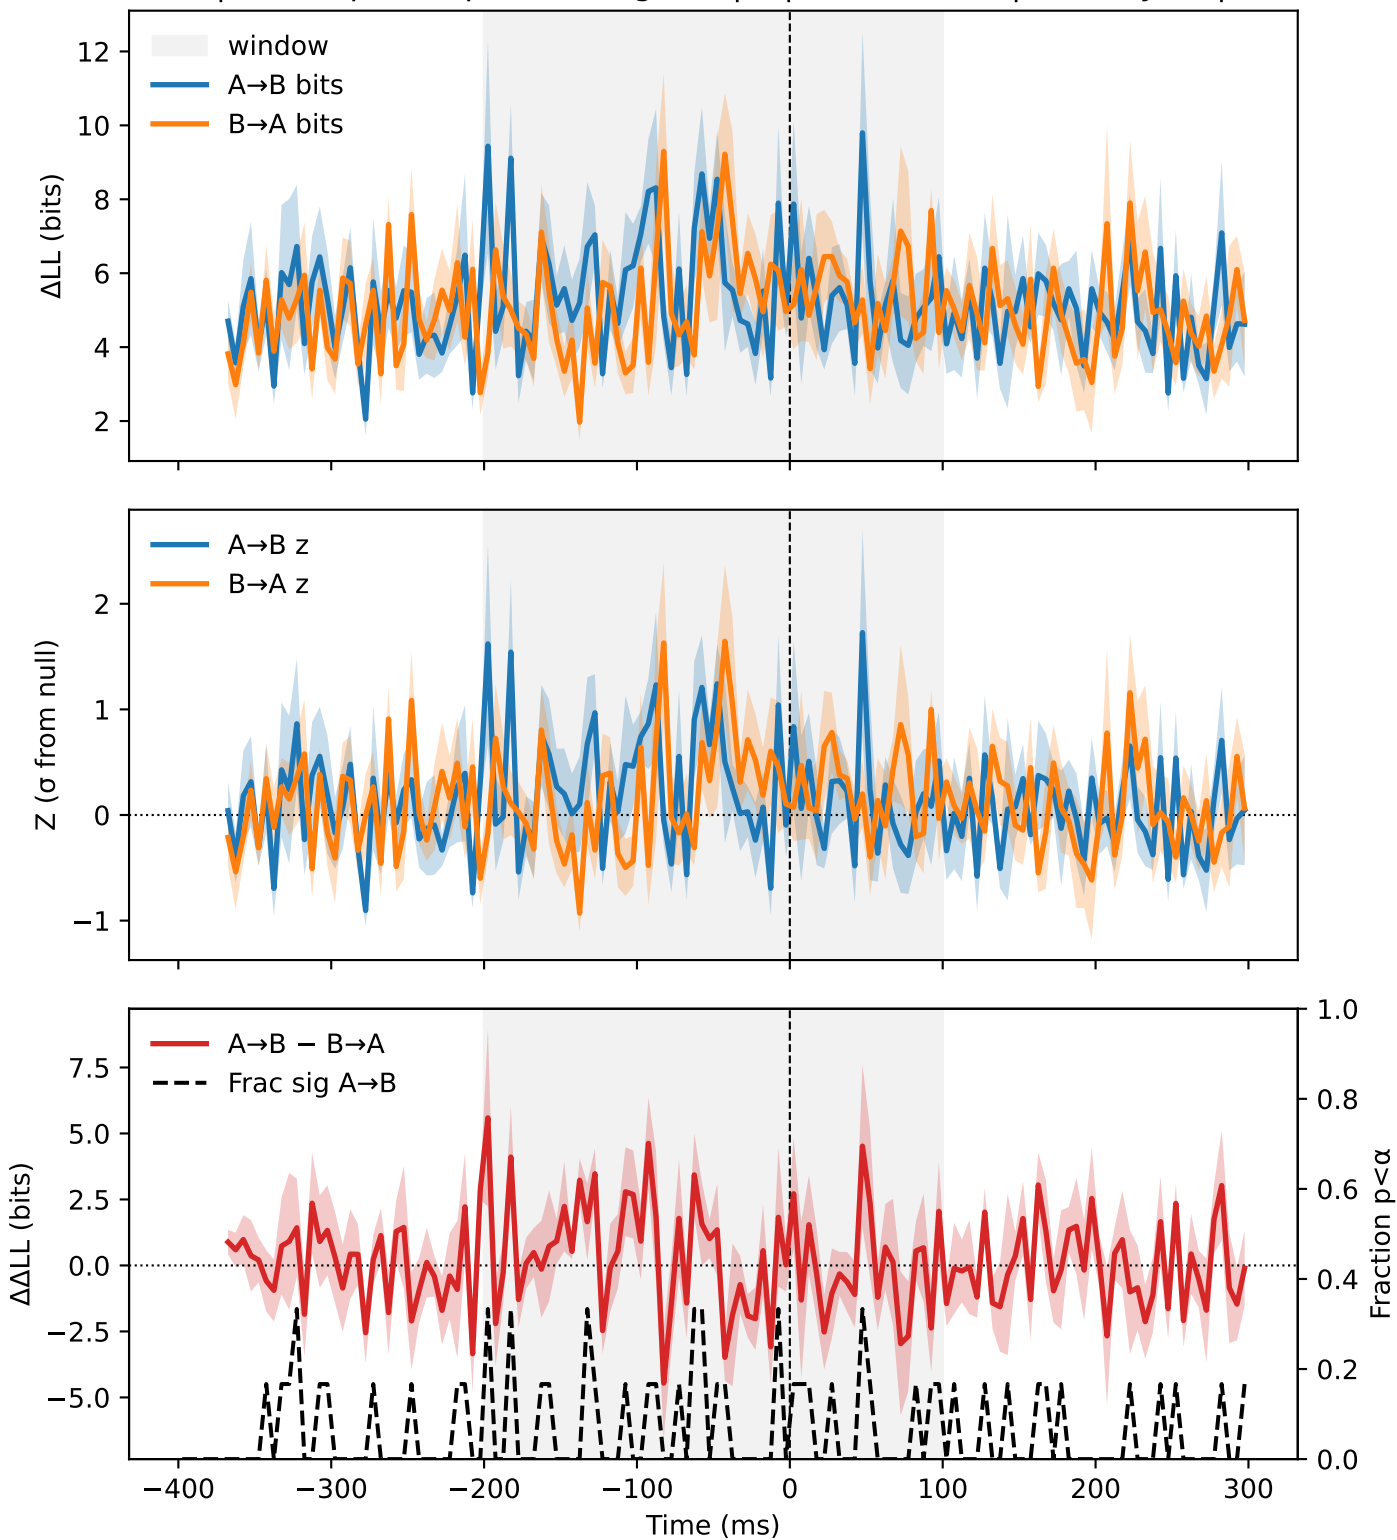 12
10
8
6
4
2
ΔLL (bits)
window
A→B bits
B→A bits
2
1
0
−1
Z (σ from null)
A→B z
B→A z
7.5
5.0
2.5
0.0
−2.5
−5.0
ΔΔLL (bits)
A→B − B→A
Frac sig A→B
1.0
0.8
0.6
0.4
0.2
0.0
Fraction p<α
−400 −300 −200 −100 0 100 200 300
Time (ms)